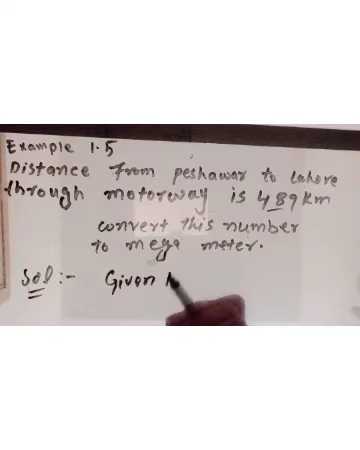 Example 1.5
Distance from peshawar to Lahore
through motorway is 489 km
convert this number
to mega meter.
Sol:- Given